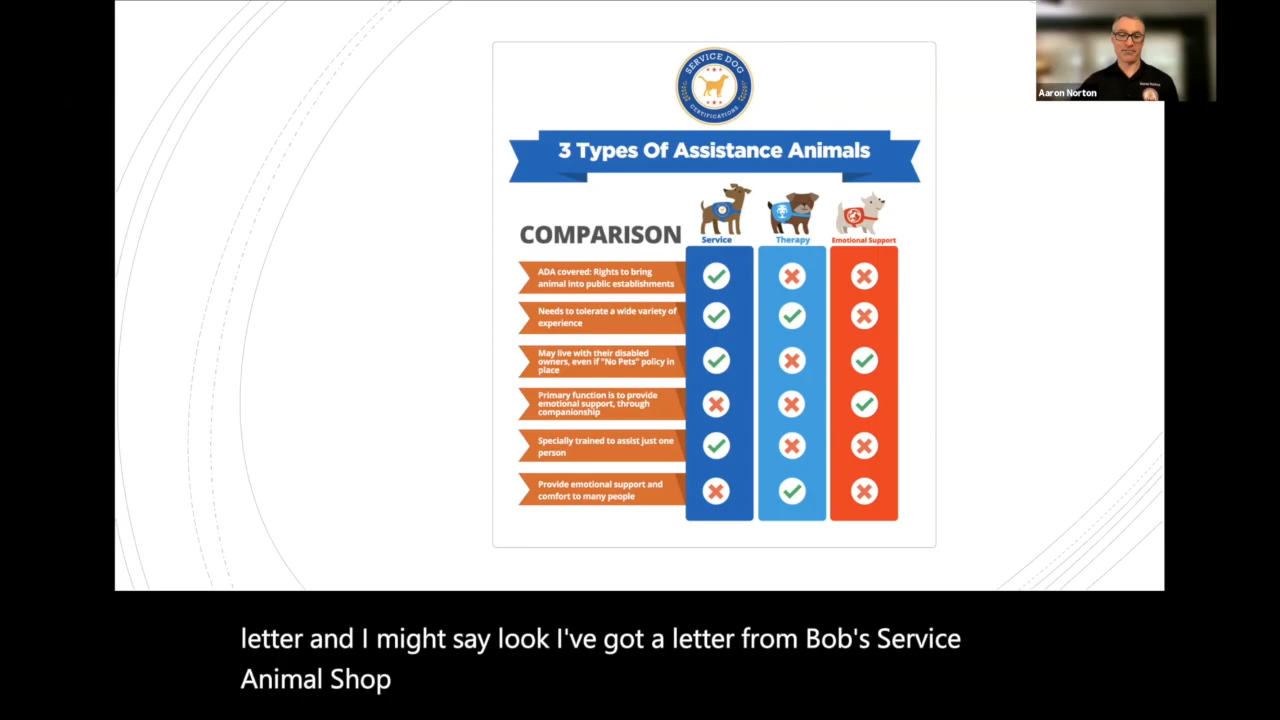 Aaron Norton
SERVICE DOG
CERTIFICATIONS
3 Types Of Assistance Animals
COMPARISON
Service
Therapy
Emotional Support
ADA covered: Rights to bring
animal into public establishments
Needs to tolerate a wide variety of
experience
May live with their disabled
owners, even if "No Pets" policy in
place
Primary function is to provide
emotional support, through
companionship
Specially trained to assist just one
person
Provide emotional support and
comfort to many people
letter and I might say look I've got a letter from Bob's Service
Animal Shop